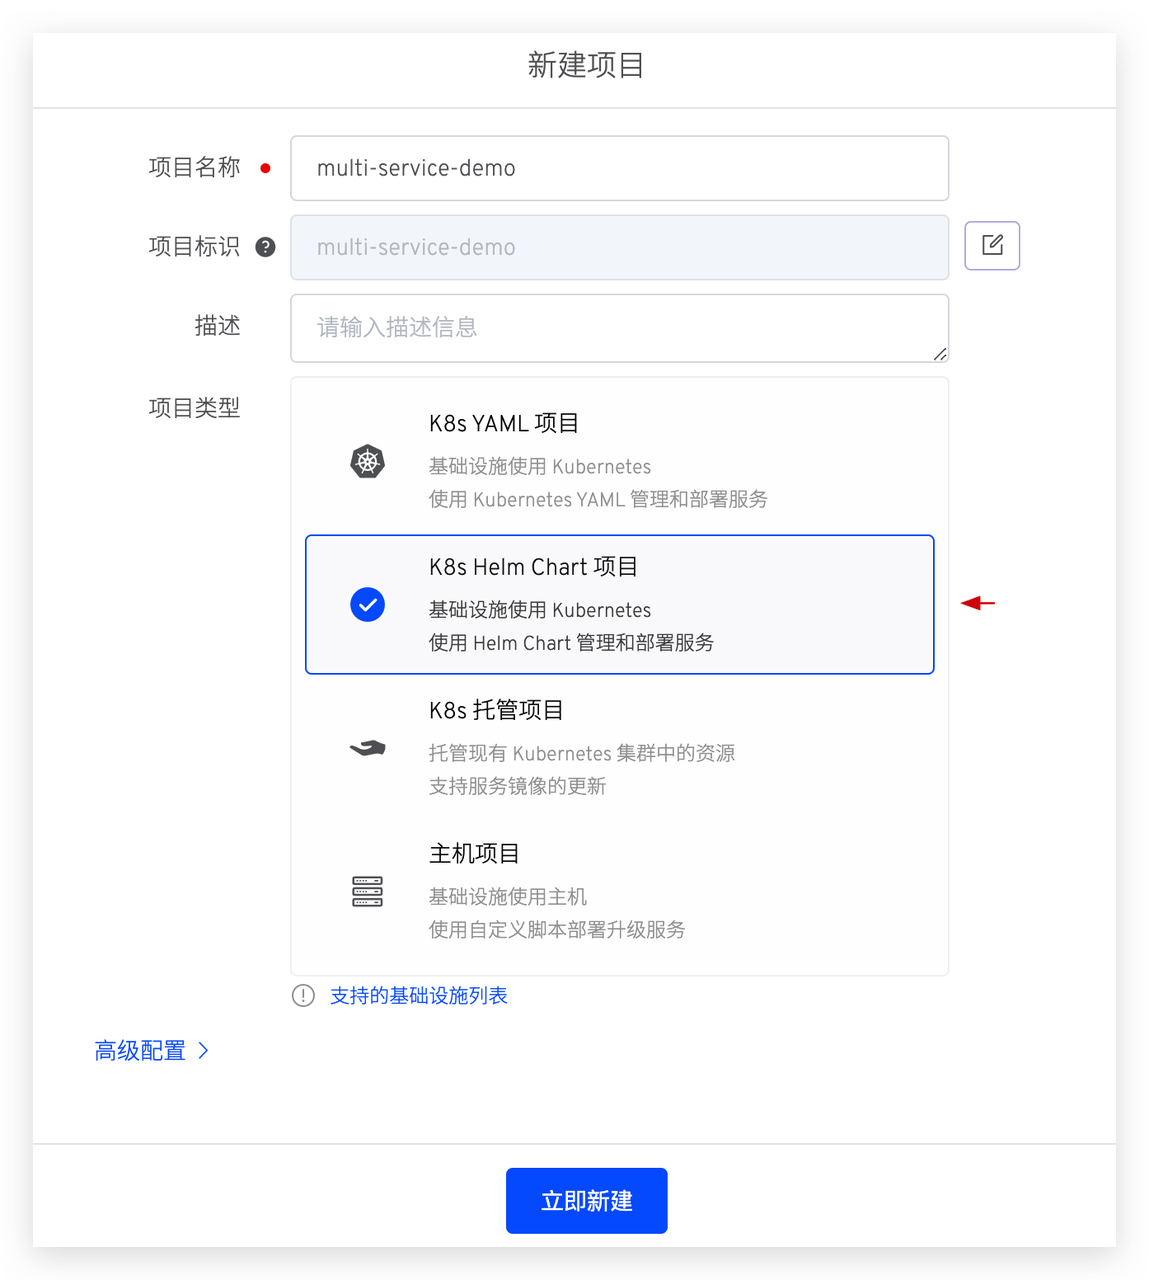 新建项目
项目名称
multi-service-demo
项目标识
multi-service-demo
描述
请输入描述信息
项目类型
K8s YAML 项目
基础设施使用 Kubernetes
使用 Kubernetes YAML 管理和部署服务
K8s Helm Chart 项目
基础设施使用 Kubernetes
使用 Helm Chart 管理和部署服务
K8s 托管项目
托管现有 Kubernetes 集群中的资源
支持服务镜像的更新
主机项目
基础设施使用主机
使用自定义脚本部署升级服务
支持的基础设施列表
高级配置
立即新建